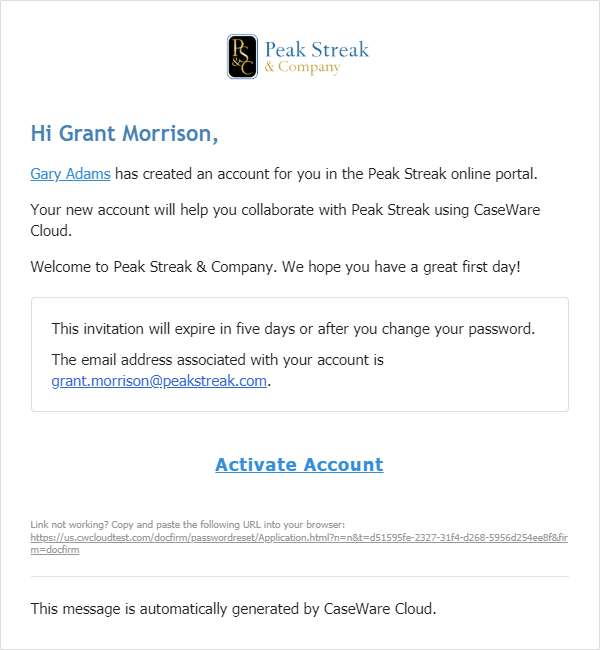 PS
&C
Peak Streak
& Company
Hi Grant Morrison,
Gary Adams has created an account for you in the Peak Streak online portal.
Your new account will help you collaborate with Peak Streak using CaseWare
Cloud.
Welcome to Peak Streak & Company. We hope you have a great first day!
This invitation will expire in five days or after you change your password.
The email address associated with your account is
grant.morrison@peakstreak.com.
Activate Account
Link not working? Copy and paste the following URL into your browser:
https://us.cwcloudtest.com/docfirm/passwordreset/Application.html?n=n&t=d51595fe-2327-31f4-d268-5956d254ee8f&fir
m=docfirm
This message is automatically generated by CaseWare Cloud.